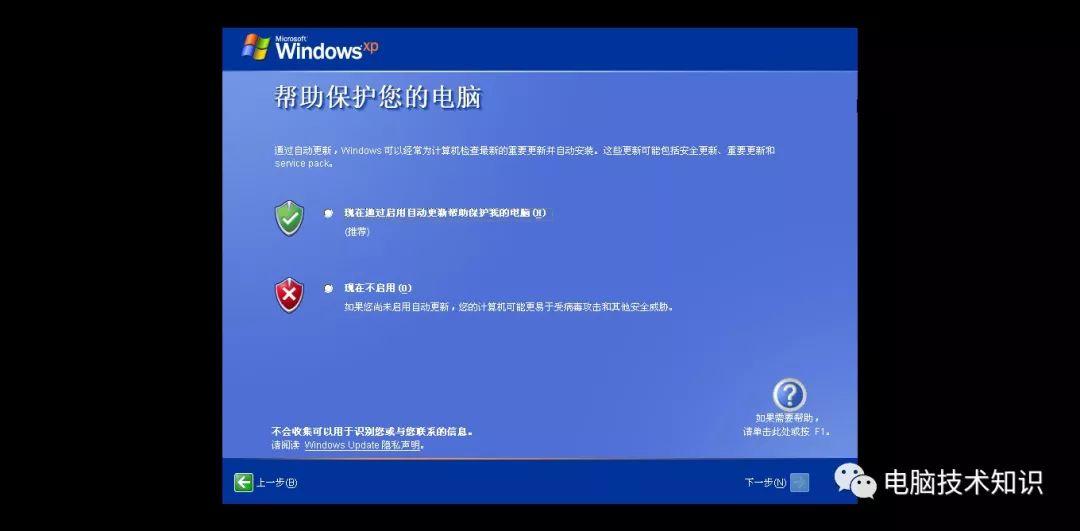 Microsoft
Windows xp
帮助保护您的电脑
通过自动更新，Windows 可以经常为计算机检查最新的重要更新并自动安装。这些更新可能包括安全更新、重要更新和
service pack。
现在通过启用自动更新帮助保护我的电脑(H)
(推荐)
现在不启用(O)
如果您尚未启用自动更新，您的计算机可能更易于受病毒攻击和其他安全威胁。
如果需要帮助，
请单击此处或按 F1。
不会收集可以用于识别您或与您联系的信息。
请阅读 Windows Update 隐私声明。
上一步(B)
下一步(N)
电脑技术知识